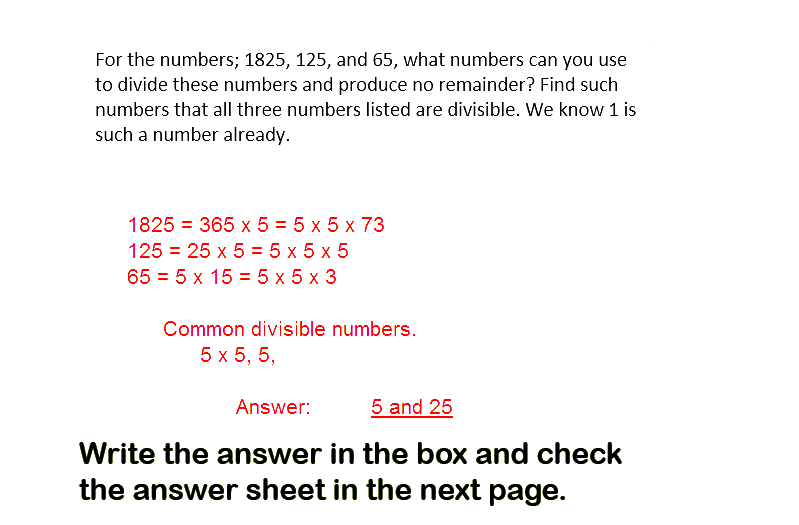 For the numbers; 1825, 125, and 65, what numbers can you use
to divide these numbers and produce no remainder? Find such
numbers that all three numbers listed are divisible. We know 1 is
such a number already.
1825 = 365 x 5 = 5 x 5 x 73
125 = 25 x 5 = 5 x 5 x 5
65 = 5 x 15 = 5 x 5 x 3
Common divisible numbers.
5 x 5, 5,
Answer: 5 and 25
Write the answer in the box and check
the answer sheet in the next page.